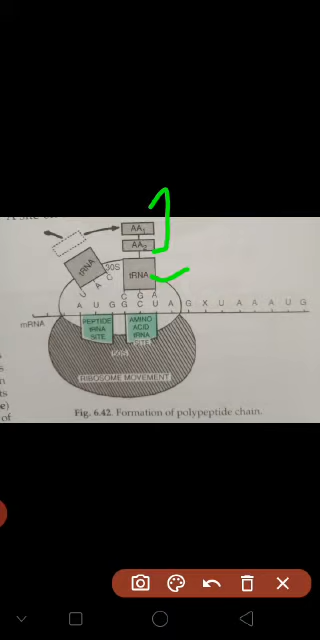 AA₁
AA₂
30S
tRNA
tRNA
U A C
C G A
A U G G C U A G X U A A A U G
mRNA
PEPTIDE
tRNA
SITE
AMINO
ACID
tRNA
SITE
RIBOSOME MOVEMENT
Fig. 6.42. Formation of polypeptide chain.
of